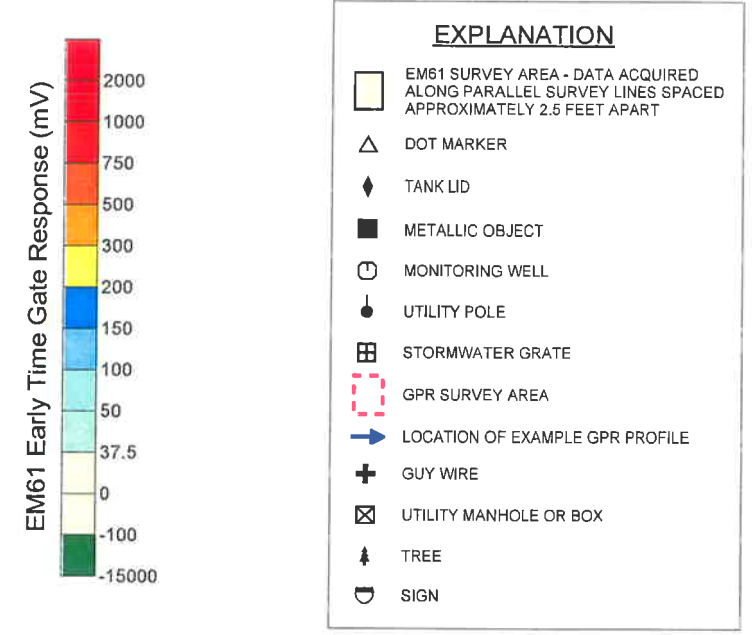 EM61 Early Time Gate Response (mV)
2000
1000
750
500
300
200
150
100
50
37.5
0
-100
-15000
EXPLANATION
EM61 SURVEY AREA - DATA ACQUIRED
ALONG PARALLEL SURVEY LINES SPACED
APPROXIMATELY 2.5 FEET APART
DOT MARKER
TANK LID
METALLIC OBJECT
MONITORING WELL
UTILITY POLE
STORMWATER GRATE
GPR SURVEY AREA
LOCATION OF EXAMPLE GPR PROFILE
GUY WIRE
UTILITY MANHOLE OR BOX
TREE
SIGN